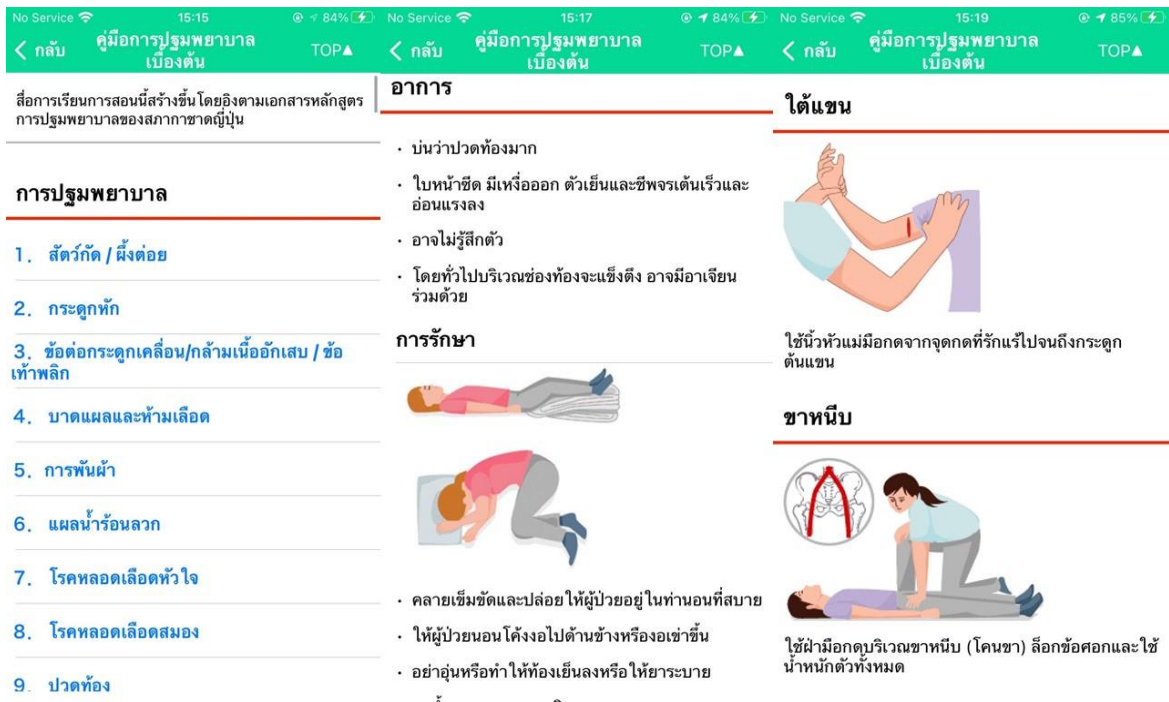 No Service 15:15 84%
กลับ
คู่มือการปฐมพยาบาล
เบื้องต้น
TOP▲
สื่อการเรียนการสอนนี้สร้างขึ้นโดยอิงตามเอกสารหลักสูตร
การปฐมพยาบาลของสภากาชาดญี่ปุ่น
การปฐมพยาบาล
1. สัตว์กัด / ผึ้งต่อย
2. กระดูกหัก
3. ข้อต่อกระดูกเคลื่อน/กล้ามเนื้ออักเสบ / ข้อ
เท้าพลิก
4. บาดแผลและห้ามเลือด
5. การพันผ้า
6. แผลน้ำร้อนลวก
7. โรคหลอดเลือดหัวใจ
8. โรคหลอดเลือดสมอง
9. ปวดท้อง
No Service 15:17 84%
กลับ
คู่มือการปฐมพยาบาล
เบื้องต้น
TOP▲
อาการ
· บ่นว่าปวดท้องมาก
· ใบหน้าซีด มีเหงื่อออก ตัวเย็นและชีพจรเต้นเร็วและ
อ่อนแรงลง
· อาจไม่รู้สึกตัว
· โดยทั่วไปบริเวณช่องท้องจะแข็งตึง อาจมีอาเจียน
ร่วมด้วย
การรักษา
· คลายเข็มขัดและปล่อยให้ผู้ป่วยอยู่ในท่านอนที่สบาย
· ให้ผู้ป่วยนอนโค้งงอไปด้านข้างหรืองอเข่าขึ้น
· อย่าอุ่นหรือทำให้ท้องเย็นลงหรือให้ยาระบาย
No Service 15:19 85%
กลับ
คู่มือการปฐมพยาบาล
เบื้องต้น
TOP▲
ใต้แขน
ใช้นิ้วหัวแม่มือกดจากจุดกดที่รักแร้ไปจนถึงกระดูก
ต้นแขน
ขาหนีบ
ใช้ฝ่ามือกดบริเวณขาหนีบ (โคนขา) ล็อกข้อศอกและใช้
น้ำหนักตัวทั้งหมด